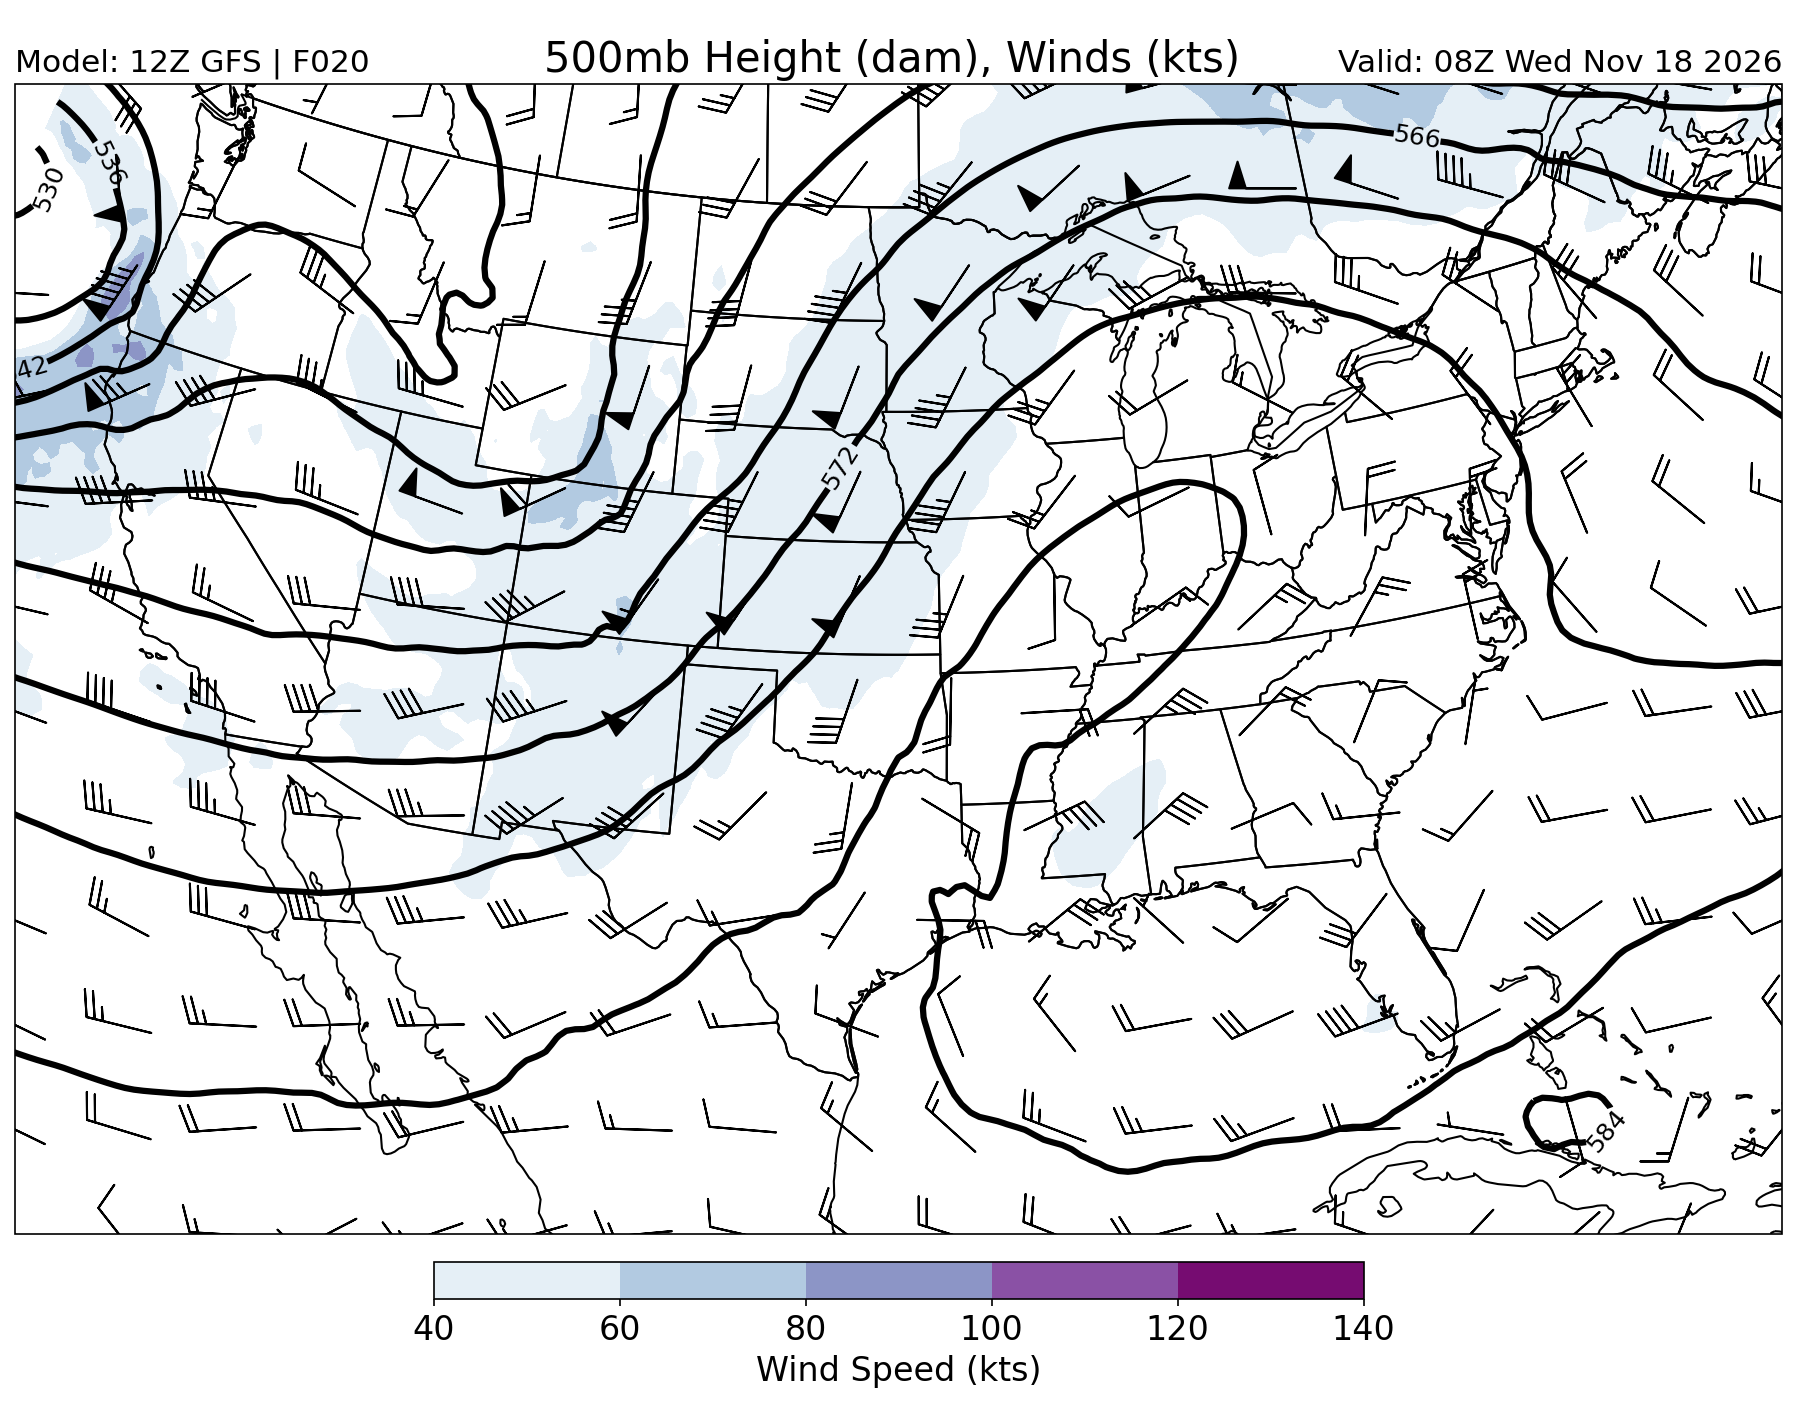 Model: 12Z GFS | F020
500mb Height (dam), Winds (kts)
Valid: 08Z Wed Nov 18 2026
566
536
530
42
572
584
40 60 80 100 120 140
Wind Speed (kts)